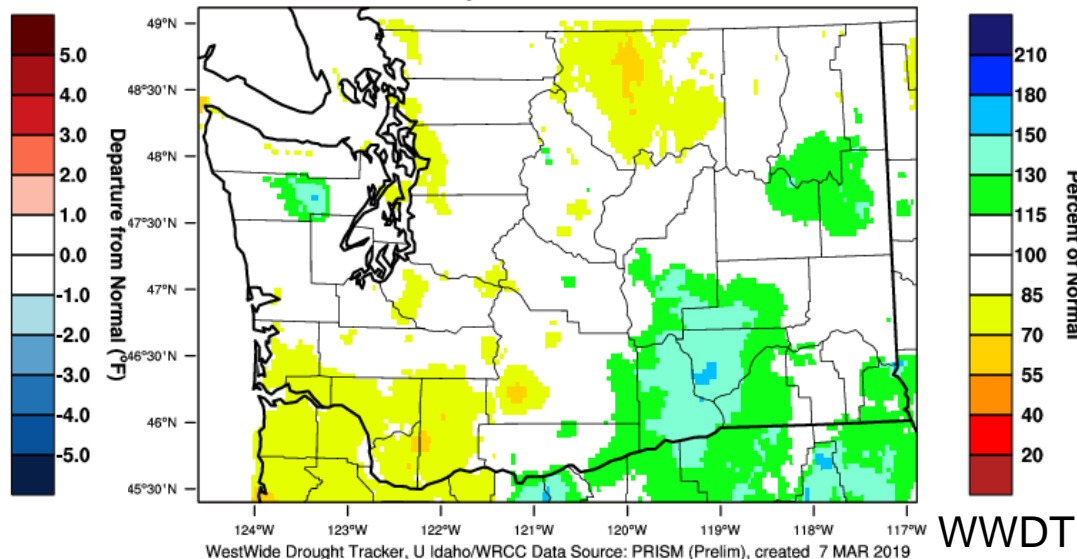 5.0
4.0
3.0
2.0
1.0
0.0
-1.0
-2.0
-3.0
-4.0
-5.0
Departure from Normal (°F)
49°N
48°30'N
48°N
47°30'N
47°N
46°30'N
46°N
45°30'N
124°W
123°W
122°W
121°W
120°W
119°W
118°W
117°W
210
180
150
130
115
100
85
70
55
40
20
Percent of Normal
WWDT
WestWide Drought Tracker, U Idaho/WRCC Data Source: PRISM (Prelim), created 7 MAR 2019